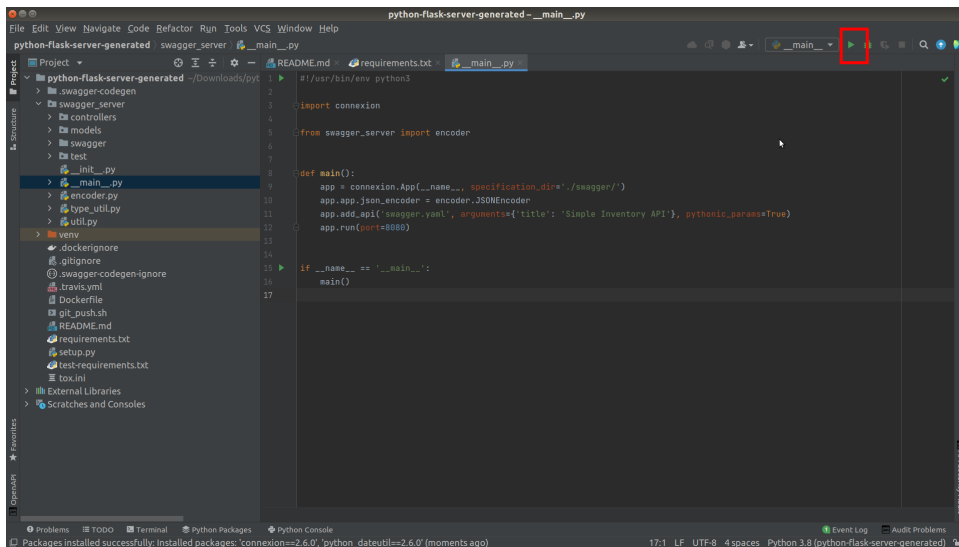 python-flask-server-generated – __main__.py
File Edit View Navigate Code Refactor Run Tools VCS Window Help
python-flask-server-generated swagger_server __main__.py
__main__
Project
README.md
requirements.txt
__main__.py
Project
Structure
Favorites
OpenAPI
python-flask-server-generated ~/Downloads/pyt
.swagger-codegen
swagger_server
controllers
models
swagger
test
__init__.py
__main__.py
encoder.py
type_util.py
util.py
venv
.dockerignore
.gitignore
.swagger-codegen-ignore
.travis.yml
Dockerfile
git_push.sh
README.md
requirements.txt
setup.py
test-requirements.txt
tox.ini
External Libraries
Scratches and Consoles
1 #!/usr/bin/env python3
2
3 import connexion
4
5 from swagger_server import encoder
6
7
8 def main():
9 app = connexion.App(__name__, specification_dir='./swagger/')
10 app.app.json_encoder = encoder.JSONEncoder
11 app.add_api('swagger.yaml', arguments={'title': 'Simple Inventory API'}, pythonic_params=True)
12 app.run(port=8080)
13
14
15 if __name__ == '__main__':
16 main()
17
Problems TODO Terminal Python Packages Python Console Event Log Audit Problems
Packages installed successfully: Installed packages: 'connexion==2.6.0', 'python_dateutil==2.6.0' (moments ago) 17:1 LF UTF-8 4 spaces Python 3.8 (python-flask-server-generated)